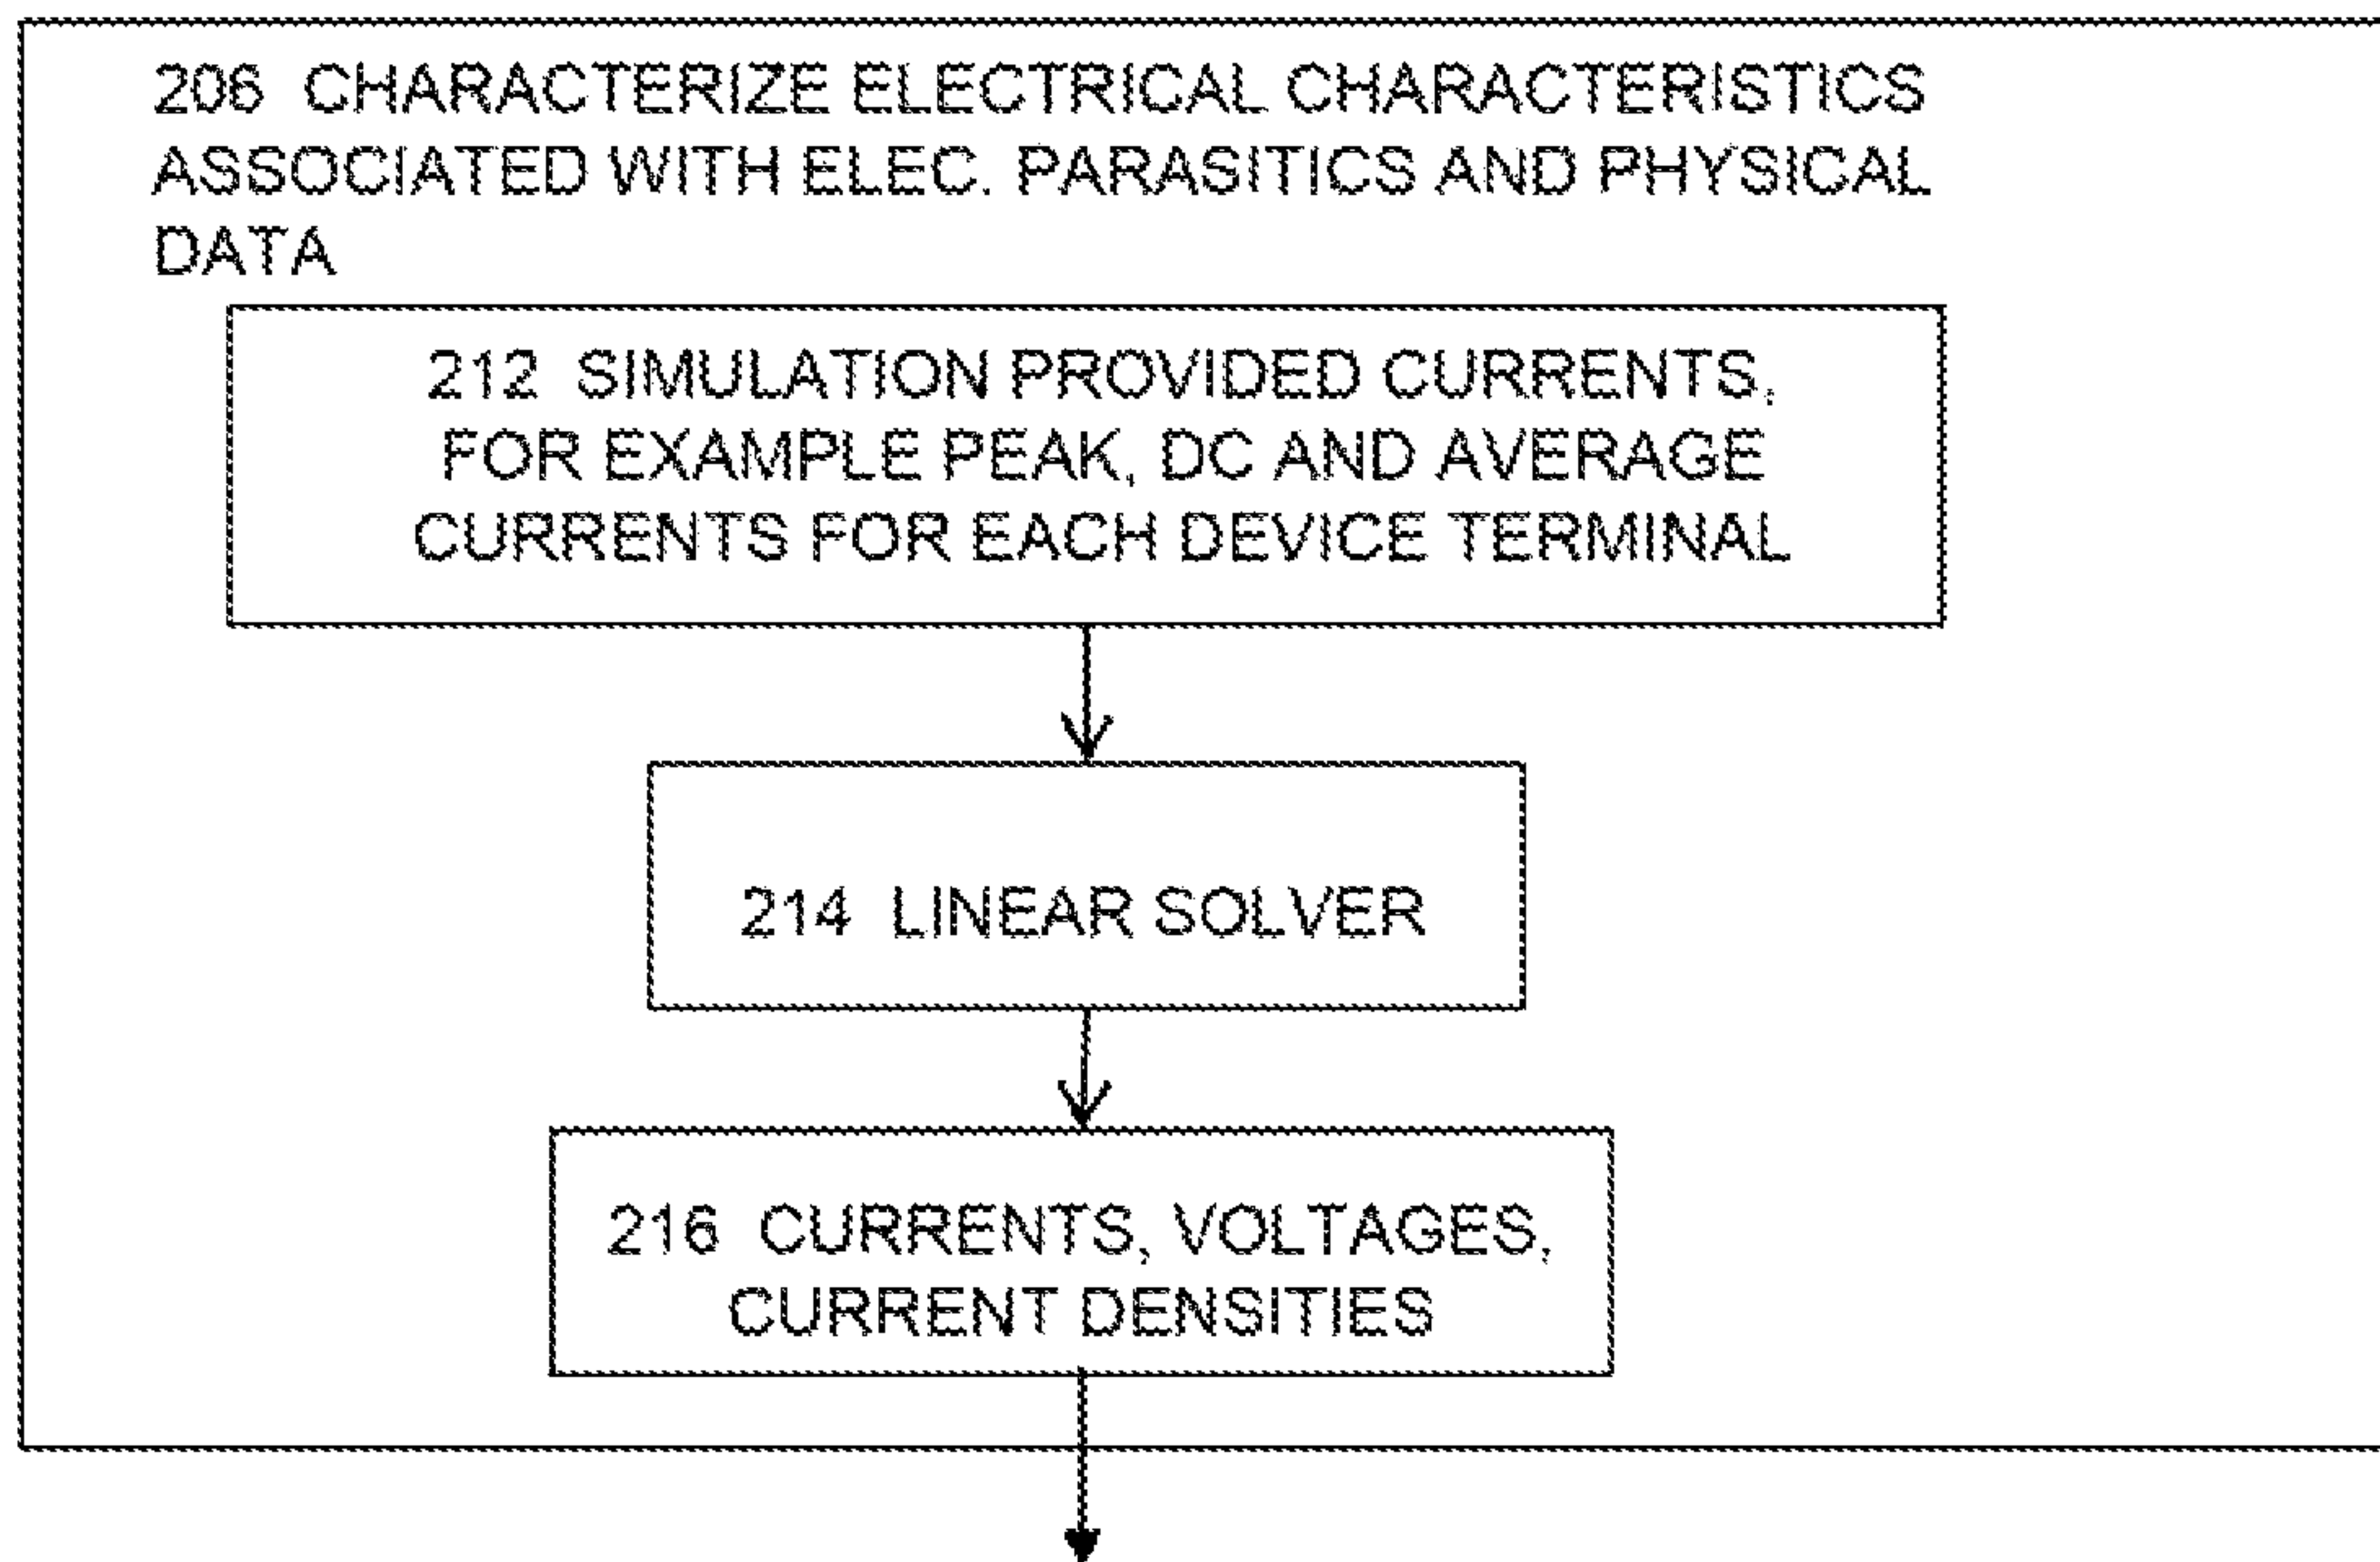 206 CHARACTERIZE ELECTRICAL CHARACTERISTICS
ASSOCIATED WITH ELEC. PARASITICS AND PHYSICAL
DATA
212 SIMULATION PROVIDED CURRENTS,
FOR EXAMPLE PEAK, DC AND AVERAGE
CURRENTS FOR EACH DEVICE TERMINAL
214 LINEAR SOLVER
216 CURRENTS, VOLTAGES,
CURRENT DENSITIES